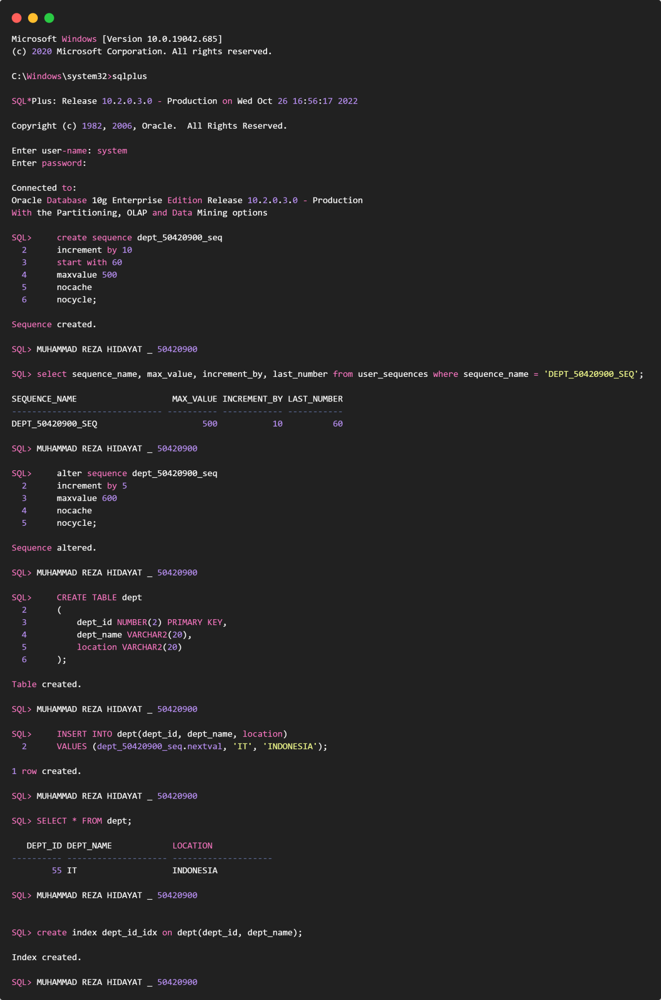 Microsoft Windows [Version 10.0.19042.685]
(c) 2020 Microsoft Corporation. All rights reserved.
C:\Windows\system32>sqlplus
SQL*Plus: Release 10.2.0.3.0 - Production on Wed Oct 26 16:56:17 2022
Copyright (c) 1982, 2006, Oracle.  All Rights Reserved.
Enter user-name: system
Enter password:
Connected to:
Oracle Database 10g Enterprise Edition Release 10.2.0.3.0 - Production
With the Partitioning, OLAP and Data Mining options
SQL>     create sequence dept_50420900_seq
  2      increment by 10
  3      start with 60
  4      maxvalue 500
  5      nocache
  6      nocycle;
Sequence created.
SQL> MUHAMMAD REZA HIDAYAT _ 50420900
SQL> select sequence_name, max_value, increment_by, last_number from user_sequences where sequence_name = 'DEPT_50420900_SEQ';
SEQUENCE_NAME                   MAX_VALUE INCREMENT_BY LAST_NUMBER
------------------------------ ---------- ------------ -----------
DEPT_50420900_SEQ                     500           10          60
SQL> MUHAMMAD REZA HIDAYAT _ 50420900
SQL>     alter sequence dept_50420900_seq
  2      increment by 5
  3      maxvalue 600
  4      nocache
  5      nocycle;
Sequence altered.
SQL> MUHAMMAD REZA HIDAYAT _ 50420900
SQL>     CREATE TABLE dept
  2      (
  3          dept_id NUMBER(2) PRIMARY KEY,
  4          dept_name VARCHAR2(20),
  5          location VARCHAR2(20)
  6      );
Table created.
SQL> MUHAMMAD REZA HIDAYAT _ 50420900
SQL>     INSERT INTO dept(dept_id, dept_name, location)
  2      VALUES (dept_50420900_seq.nextval, 'IT', 'INDONESIA');
1 row created.
SQL> MUHAMMAD REZA HIDAYAT _ 50420900
SQL> SELECT * FROM dept;
   DEPT_ID DEPT_NAME            LOCATION
---------- -------------------- --------------------
        55 IT                   INDONESIA
SQL> MUHAMMAD REZA HIDAYAT _ 50420900
SQL> create index dept_id_idx on dept(dept_id, dept_name);
Index created.
SQL> MUHAMMAD REZA HIDAYAT _ 50420900